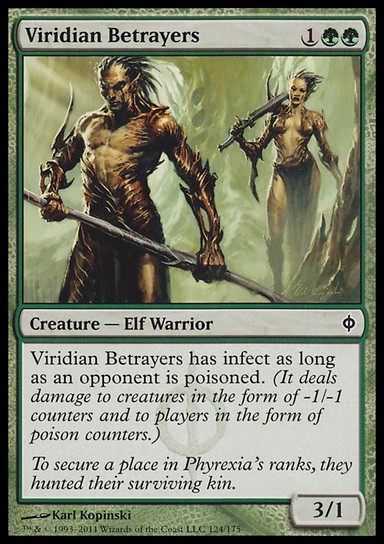 Viridian Betrayers 1
Creature — Elf Warrior
Viridian Betrayers has infect as long
as an opponent is poisoned. (It deals
damage to creatures in the form of -1/-1
counters and to players in the form of
poison counters.)
To secure a place in Phyrexia's ranks, they
hunted their surviving kin.
Karl Kopinski
™ & © 1993-2011 Wizards of the Coast LLC 124/175
3/1